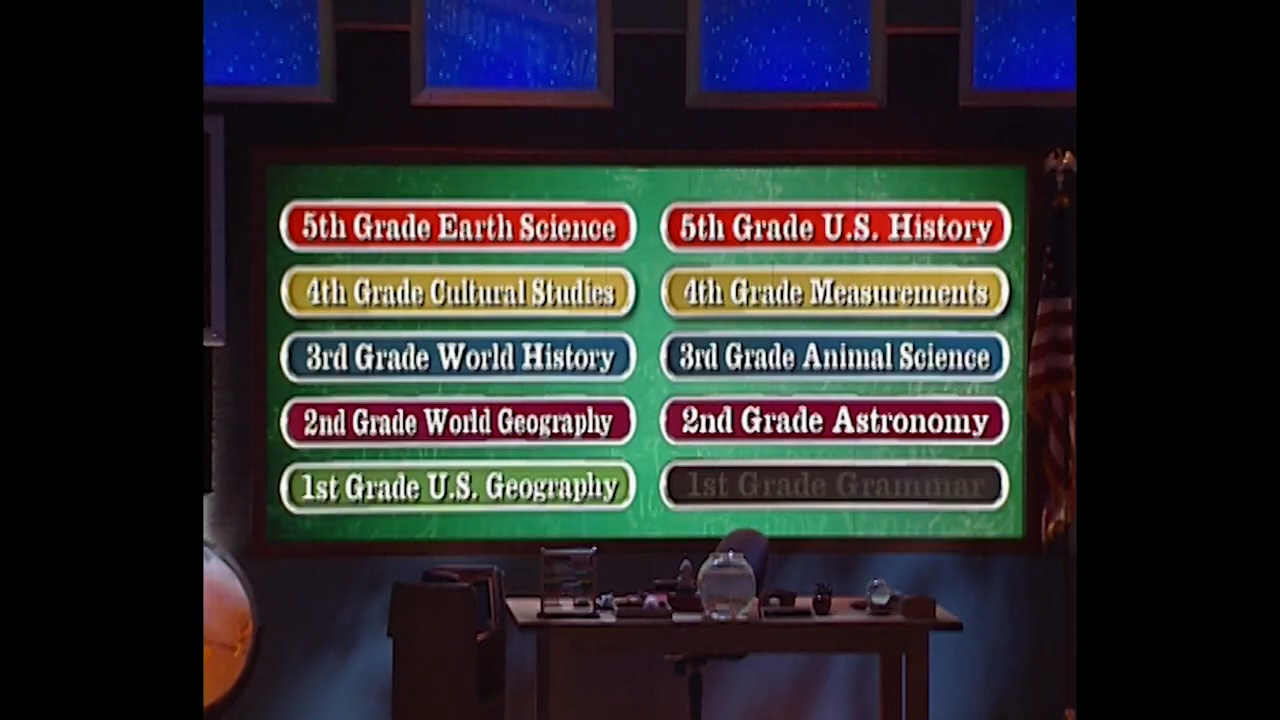 5th Grade Earth Science
5th Grade U.S. History
4th Grade Cultural Studies
4th Grade Measurements
3rd Grade World History
3rd Grade Animal Science
2nd Grade World Geography
2nd Grade Astronomy
1st Grade U.S. Geography
1st Grade Grammar